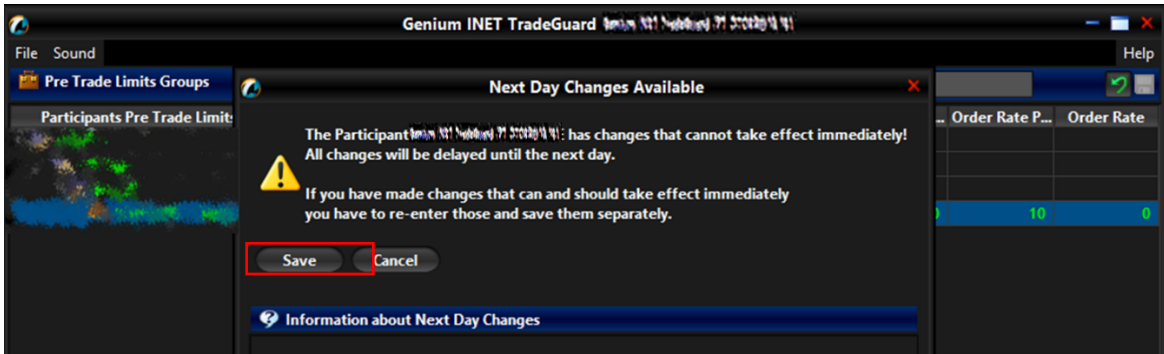 Genium INET TradeGuard
File Sound
Help
Pre Trade Limits Groups
Next Day Changes Available
Participants Pre Trade Limits
... Order Rate P... Order Rate
The Participant has changes that cannot take effect immediately!
All changes will be delayed until the next day.
If you have made changes that can and should take effect immediately
you have to re-enter those and save them separately.
10 0
Save Cancel
Information about Next Day Changes